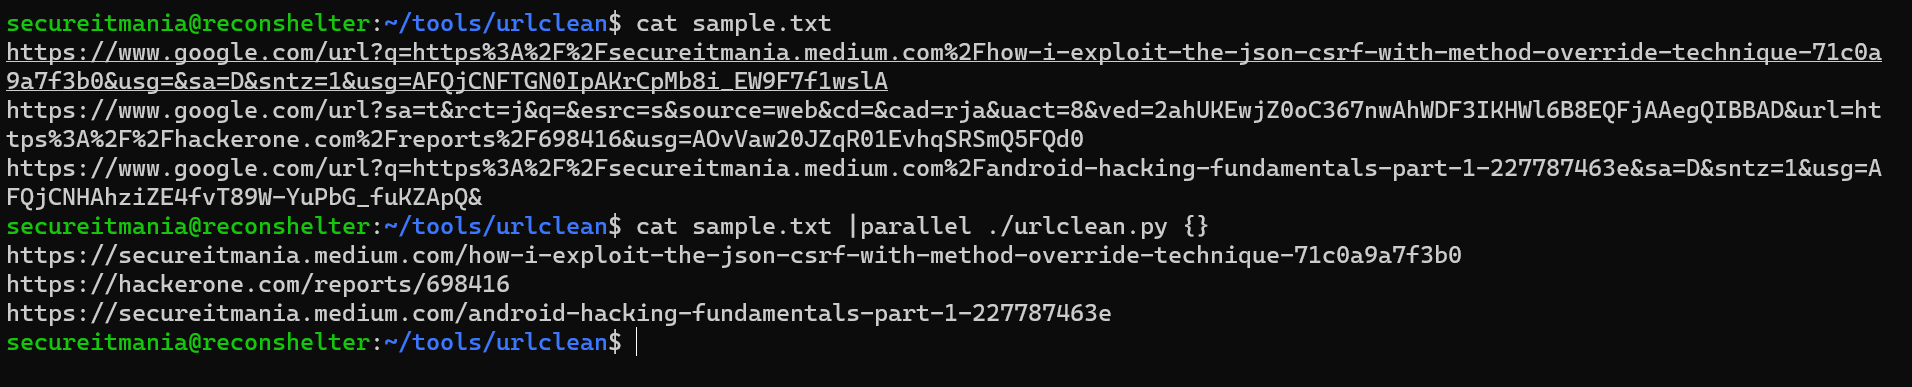 secureitmania@reconshelter:~/tools/urlclean$ cat sample.txt
https://www.google.com/url?q=https%3A%2F%2Fsecureitmania.medium.com%2Fhow-i-exploit-the-json-csrf-with-method-override-technique-71c0a
9a7f3b0&usg=&sa=D&sntz=1&usg=AFQjCNFTGN0IpAKrCpMb8i_EW9F7f1wslA
https://www.google.com/url?sa=t&rct=j&q=&esrc=s&source=web&cd=&cad=rja&uact=8&ved=2ahUKEwjZ0oC367nwAhWDF3IKHWl6B8EQFjAAegQIBBAD&url=ht
tps%3A%2F%2Fhackerone.com%2Freports%2F698416&usg=AOvVaw20JZqR01EvhqSRSmQ5FQd0
https://www.google.com/url?q=https%3A%2F%2Fsecureitmania.medium.com%2Fandroid-hacking-fundamentals-part-1-227787463e&sa=D&sntz=1&usg=A
FQjCNHAhziZE4fvT89W-YuPbG_fuKZApQ&
secureitmania@reconshelter:~/tools/urlclean$ cat sample.txt |parallel ./urlclean.py {}
https://secureitmania.medium.com/how-i-exploit-the-json-csrf-with-method-override-technique-71c0a9a7f3b0
https://hackerone.com/reports/698416
https://secureitmania.medium.com/android-hacking-fundamentals-part-1-227787463e
secureitmania@reconshelter:~/tools/urlclean$